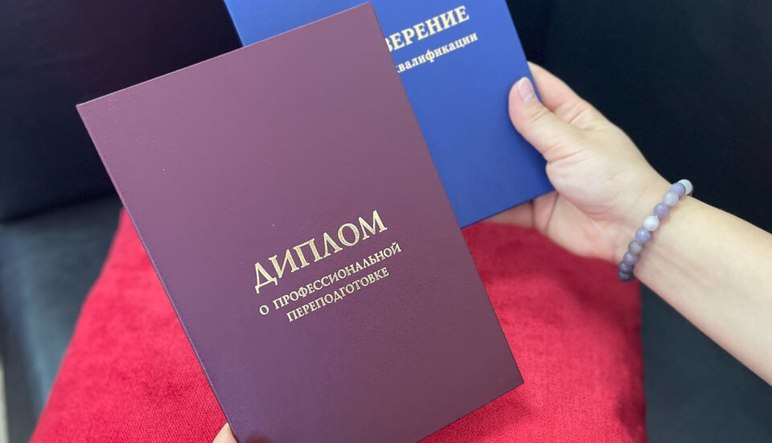 ВЕРЕНИЕ
квалификации
ДИПЛОМ
О ПРОФЕССИОНАЛЬНОЙ
ПЕРЕПОДГОТОВКЕ